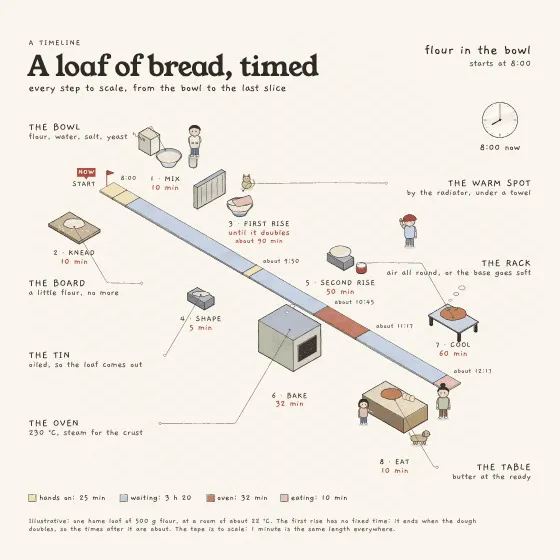 A TIMELINE
A loaf of bread, timed
every step to scale, from the bowl to the last slice
flour in the bowl
starts at 8:00
8:00 now
THE BOWL
flour, water, salt, yeast
NOW
START
8:00
1 · MIX
10 min
THE WARM SPOT
by the radiator, under a towel
3 · FIRST RISE
until it doubles
about 90 min
2 · KNEAD
10 min
about 9:50
THE RACK
air all round, or the base goes soft
5 · SECOND RISE
50 min
THE BOARD
a little flour, no more
about 10:45
4 · SHAPE
5 min
about 11:17
7 · COOL
60 min
THE TIN
oiled, so the loaf comes out
about 12:17
6 · BAKE
32 min
THE OVEN
230 °C, steam for the crust
8 · EAT
10 min
THE TABLE
butter at the ready
hands on: 25 min
waiting: 3 h 20
oven: 32 min
eating: 10 min
Illustrative: one home loaf of 500 g flour, at a room of about 22 °C. The first rise has no fixed time: it ends when the dough
doubles, so the times after it are about. The tape is to scale: 1 minute is the same length everywhere.